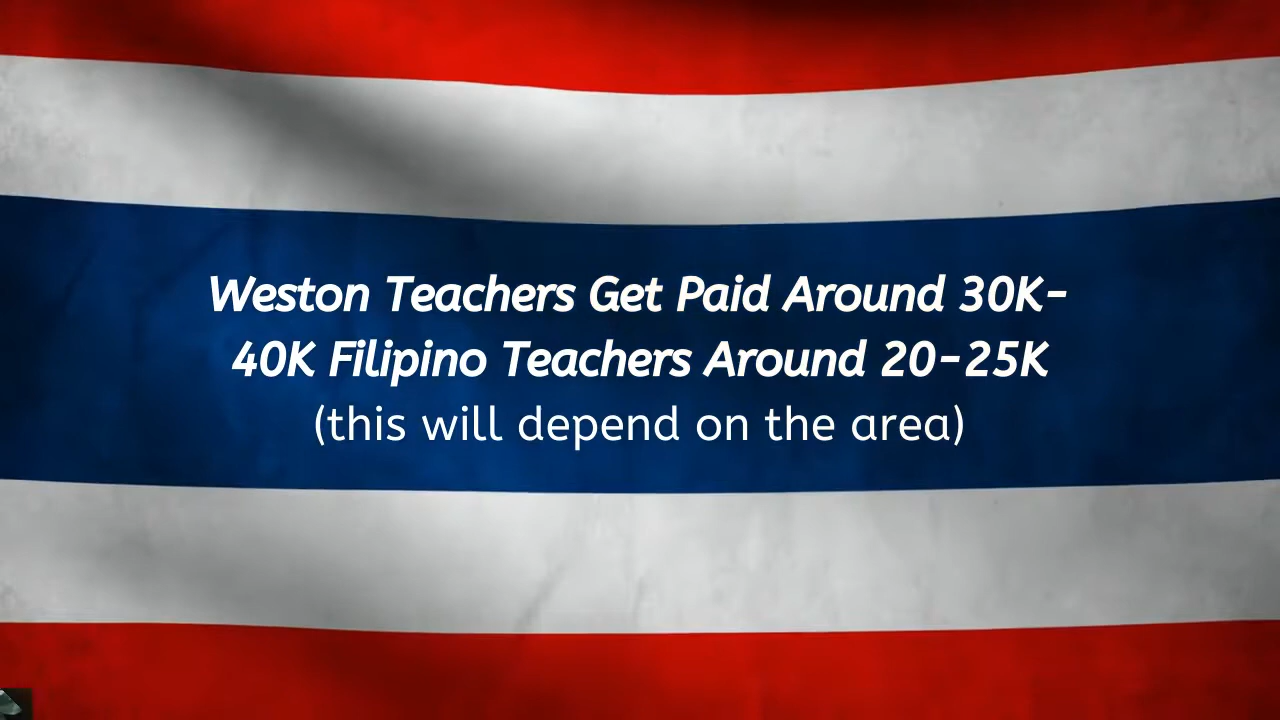 Weston Teachers Get Paid Around 30K-
40K Filipino Teachers Around 20-25K
(this will depend on the area)